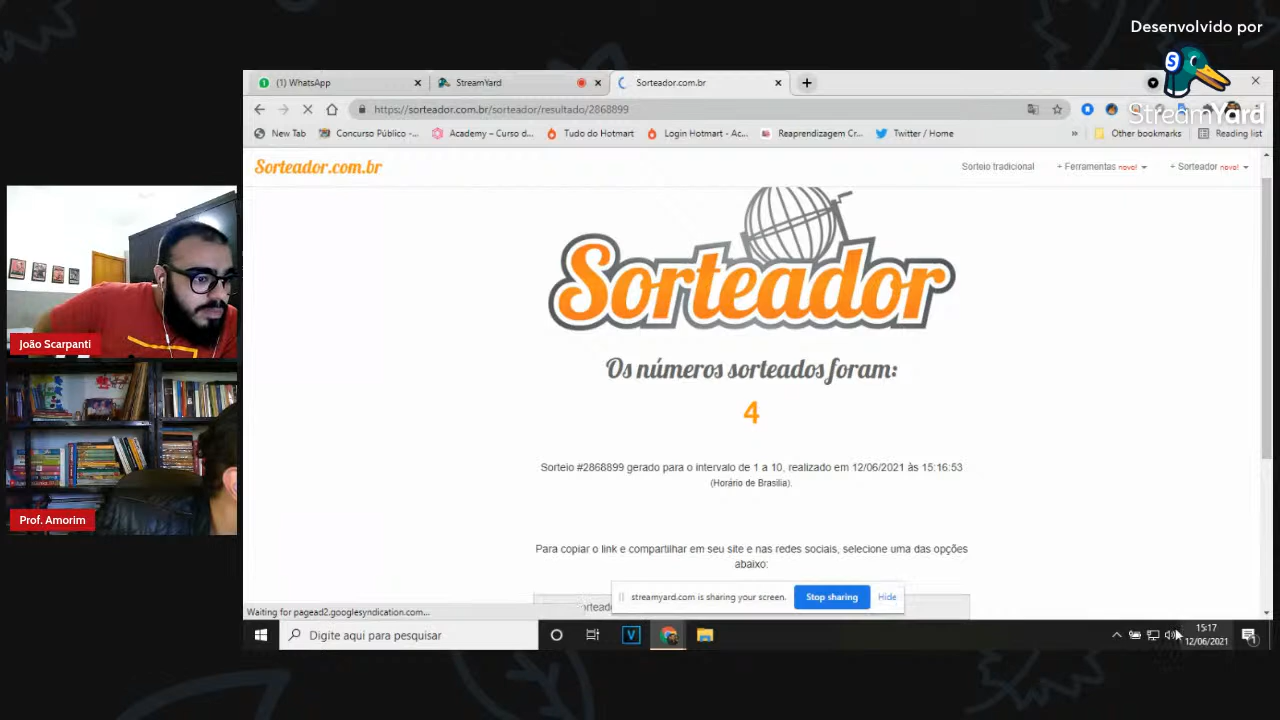 Desenvolvido por
StreamYard
(1) WhatsApp
StreamYard
Sorteador.com.br
https://sorteador.com.br/sorteador/resultado/2868899
New Tab
Concurso Público -...
Academy – Curso d...
Tudo do Hotmart
Login Hotmart - Ac...
Reaprendizagem Cr...
Twitter / Home
Other bookmarks
Reading list
Sorteador.com.br
Sorteio tradicional
+ Ferramentas novo!
+ Sorteador novo!
Sorteador
Os números sorteados foram:
4
Sorteio #2868899 gerado para o intervalo de 1 a 10, realizado em 12/06/2021 às 15:16:53
(Horário de Brasília).
Para copiar o link e compartilhar em seu site e nas redes sociais, selecione uma das opções
abaixo:
streamyard.com is sharing your screen.
Stop sharing
Hide
Waiting for pagead2.googlesyndication.com...
Digite aqui para pesquisar
15:17
12/06/2021
João Scarpanti
Prof. Amorim